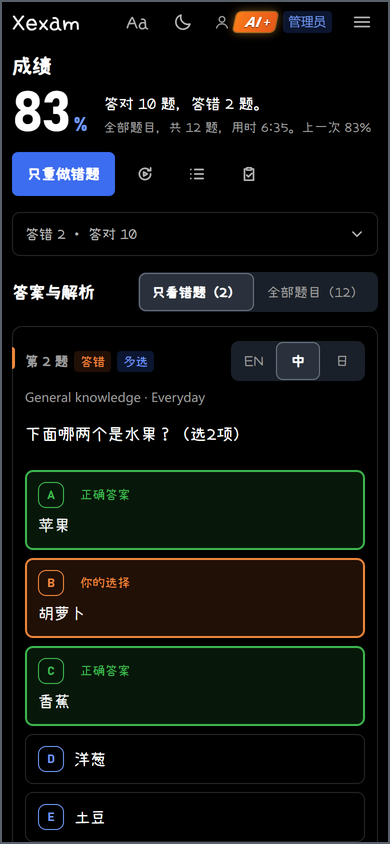 Xexam Aa AI+ 管理员
成绩
83%
答对 10 题，答错 2 题。
全部题目，共 12 题，用时 6:35。上一次 83%
只重做错题
答错 2 · 答对 10
答案与解析 只看错题（2） 全部题目（12）
第 2 题 答错 多选 EN 中 日
General knowledge · Everyday
下面哪两个是水果？（选2项）
A 正确答案
苹果
B 你的选择
胡萝卜
C 正确答案
香蕉
D 洋葱
E 土豆